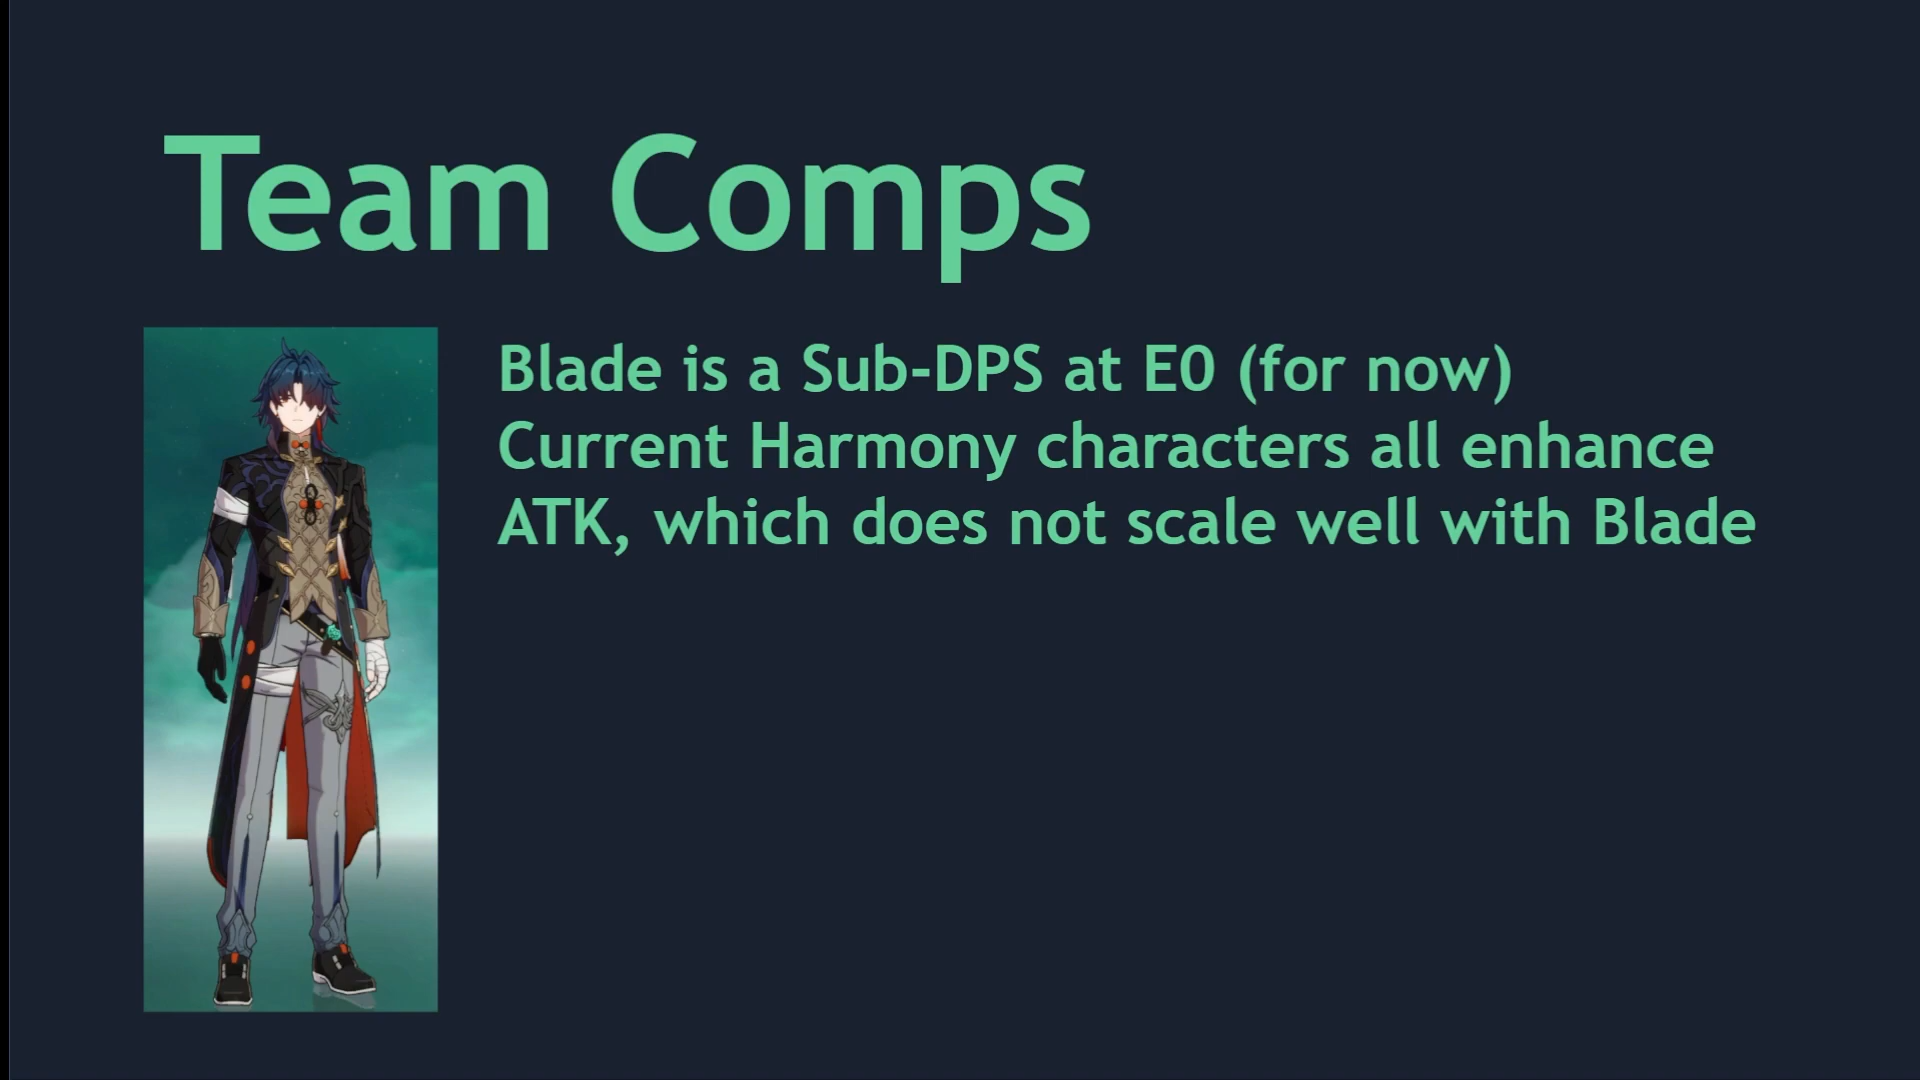 Team Comps
Blade is a Sub-DPS at E0 (for now)
Current Harmony characters all enhance
ATK, which does not scale well with Blade